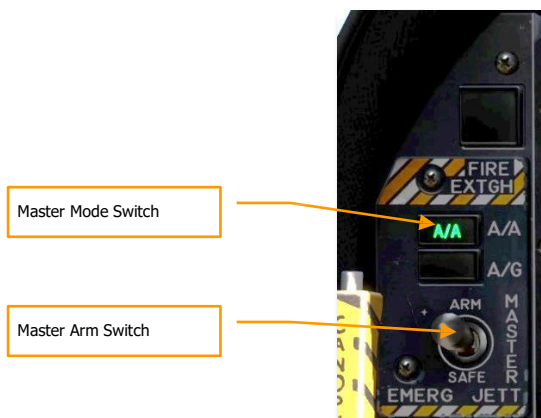 FIRE
EXTGH
Master Mode Switch
A/A A/A
A/G
Master Arm Switch
ARM
MASTER
SAFE
EMERG JETT